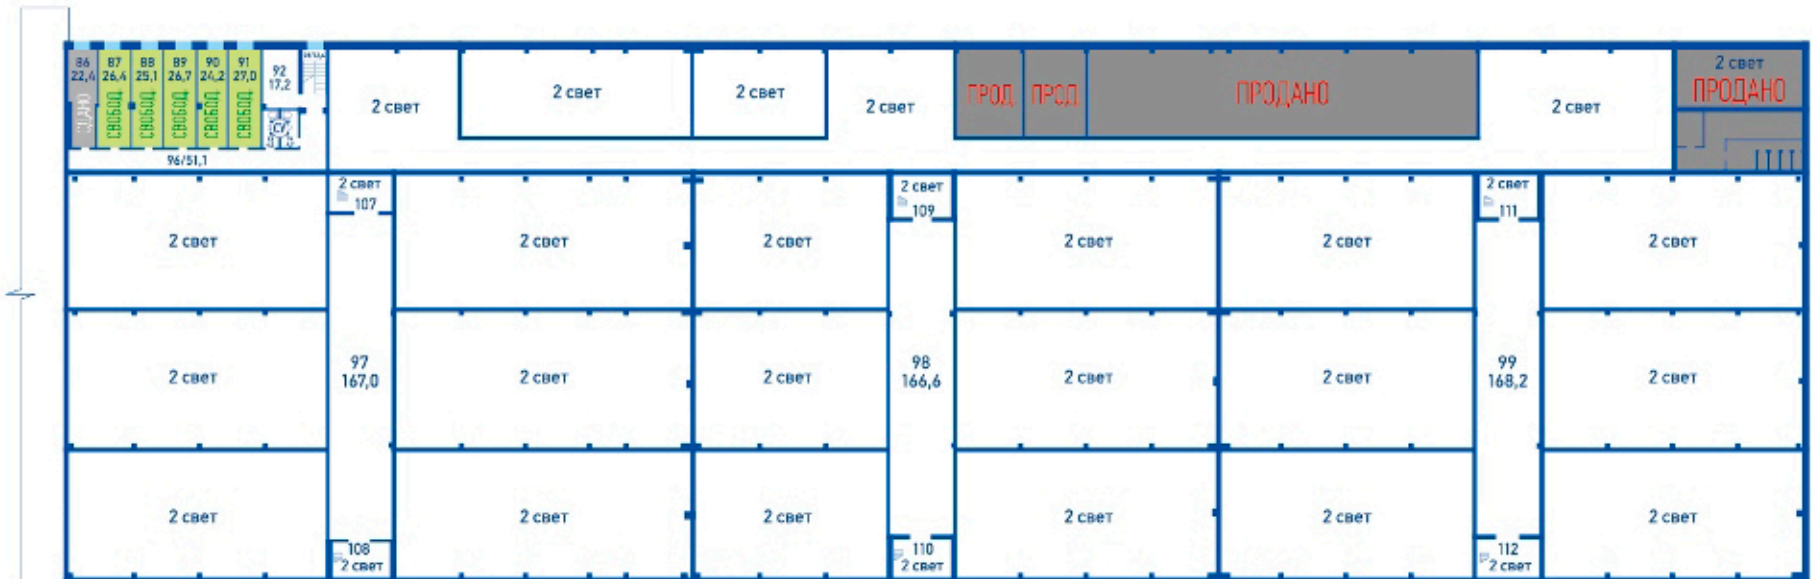 86
22,4
87
26,4
88
25,1
89
26,7
90
24,2
91
27,0
92
17,2
СВОБОД
СВОБОД
СВОБОД
СВОБОД
СВОБОД
96/51,1
2 свет
2 свет
2 свет
2 свет
ПРОД
ПРОД
ПРОДАНО
2 свет
2 свет
ПРОДАНО
2 свет
107
2 свет
109
2 свет
111
2 свет
2 свет
2 свет
2 свет
2 свет
2 свет
2 свет
97
167,0
2 свет
2 свет
98
166,6
2 свет
2 свет
99
168,2
2 свет
2 свет
2 свет
2 свет
2 свет
2 свет
2 свет
108
2 свет
110
2 свет
112
2 свет